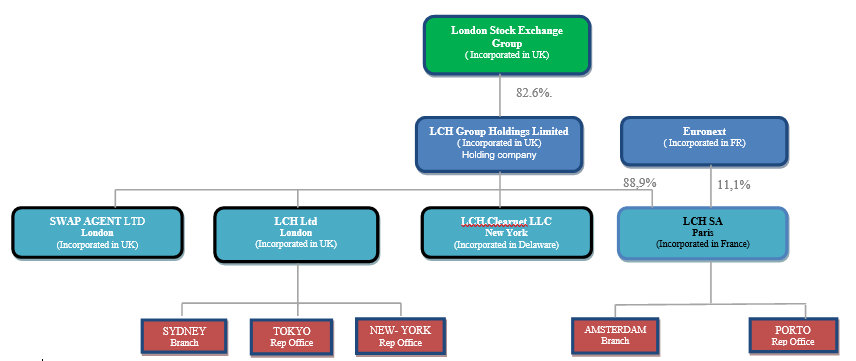 London Stock Exchange
Group
( Incorporated in UK)
82.6%.
LCH Group Holdings Limited
( Incorporated in UK)
Holding company
Euronext
( Incorporated in FR)
88,9%
11,1%
SWAP AGENT LTD
London
(Incorporated in UK)
LCH Ltd
London
(Incorporated in UK)
LCH.Clearnet LLC
New York
(Incorporated in Delaware)
LCH SA
Paris
(Incorporated in France)
SYDNEY
Branch
TOKYO
Rep Office
NEW- YORK
Rep Office
AMSTERDAM
Branch
PORTO
Rep Office